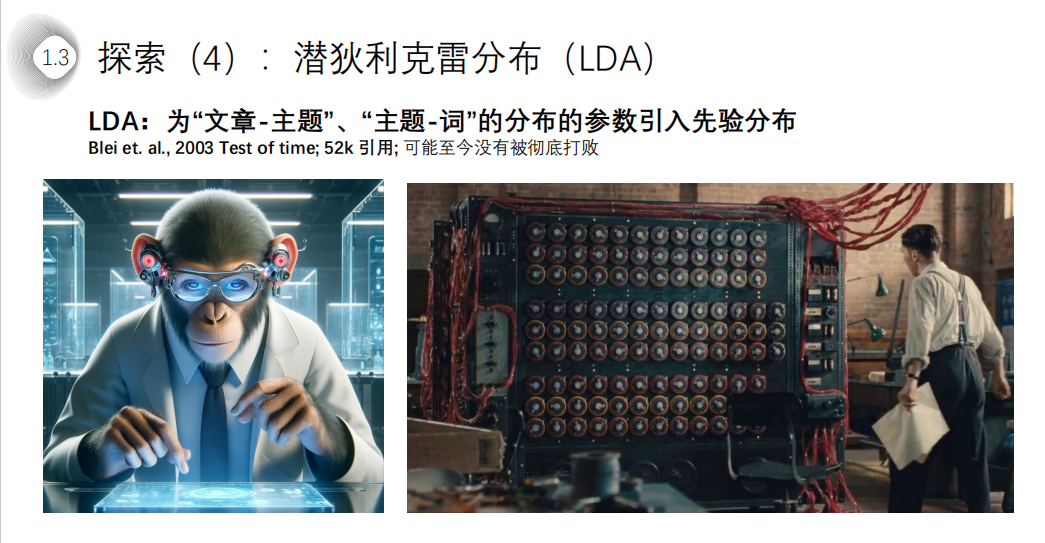 1.3
探索（4）：潜狄利克雷分布（LDA）
LDA：为“文章-主题”、“主题-词”的分布的参数引入先验分布
Blei et. al., 2003 Test of time; 52k 引用; 可能至今没有被彻底打败